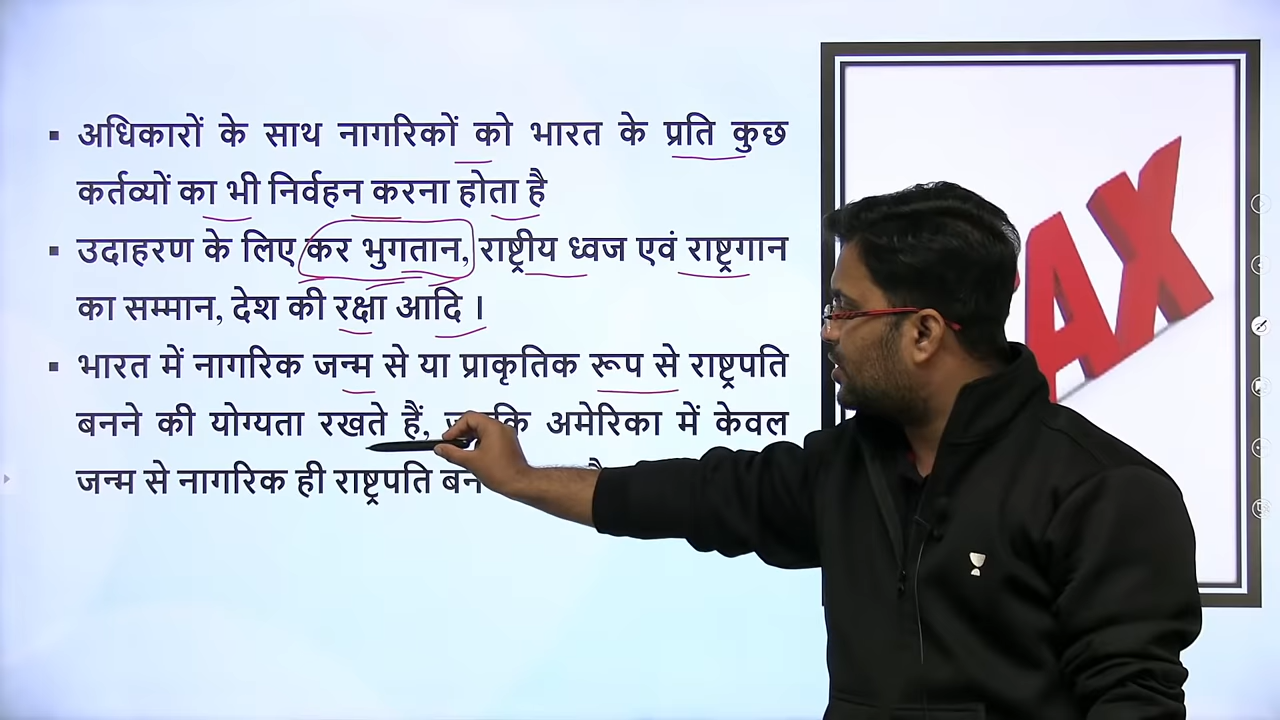 अधिकारों के साथ नागरिकों को भारत के प्रति कुछ
कर्तव्यों का भी निर्वहन करना होता है
उदाहरण के लिए कर भुगतान, राष्ट्रीय ध्वज एवं राष्ट्रगान
का सम्मान, देश की रक्षा आदि ।
भारत में नागरिक जन्म से या प्राकृतिक रूप से राष्ट्रपति
बनने की योग्यता रखते हैं, अमेरिका में केवल
जन्म से नागरिक ही राष्ट्रपति बन
AX